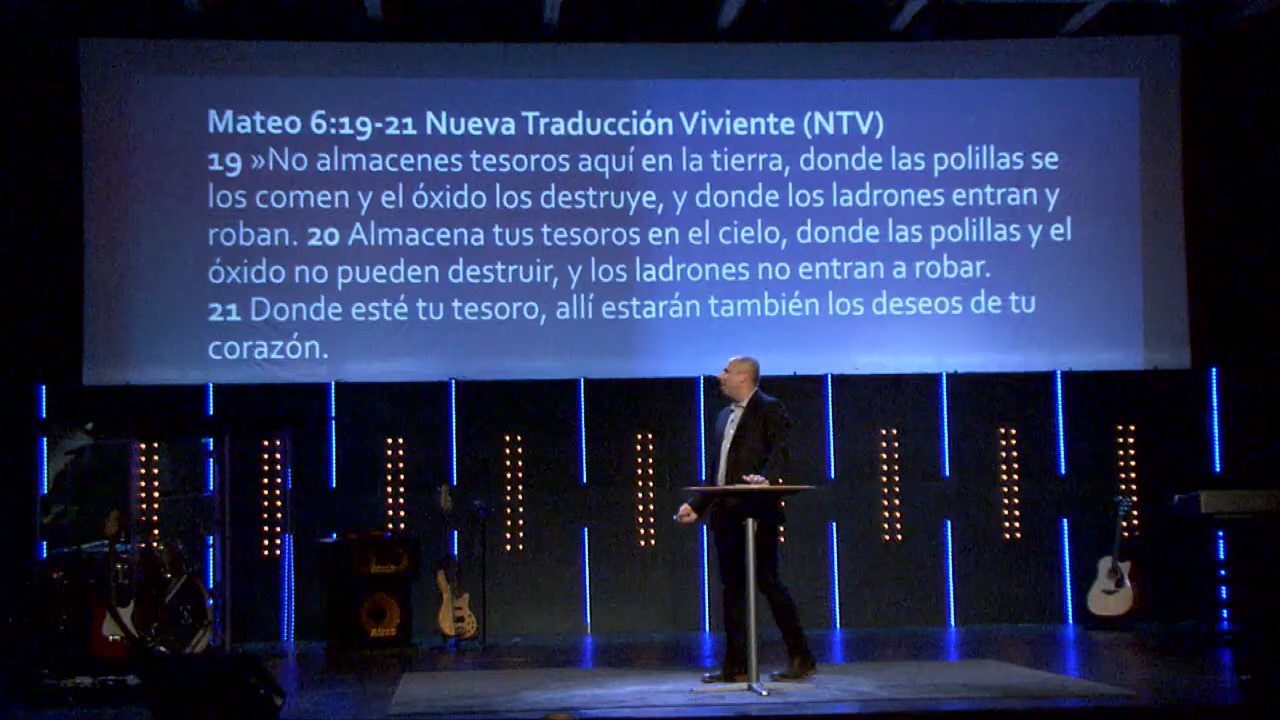 Mateo 6:19-21 Nueva Traducción Viviente (NTV)
19 »No almacenes tesoros aquí en la tierra, donde las polillas se
los comen y el óxido los destruye, y donde los ladrones entran y
roban. 20 Almacena tus tesoros en el cielo, donde las polillas y el
óxido no pueden destruir, y los ladrones no entran a robar.
21 Donde esté tu tesoro, allí estarán también los deseos de tu
corazón.